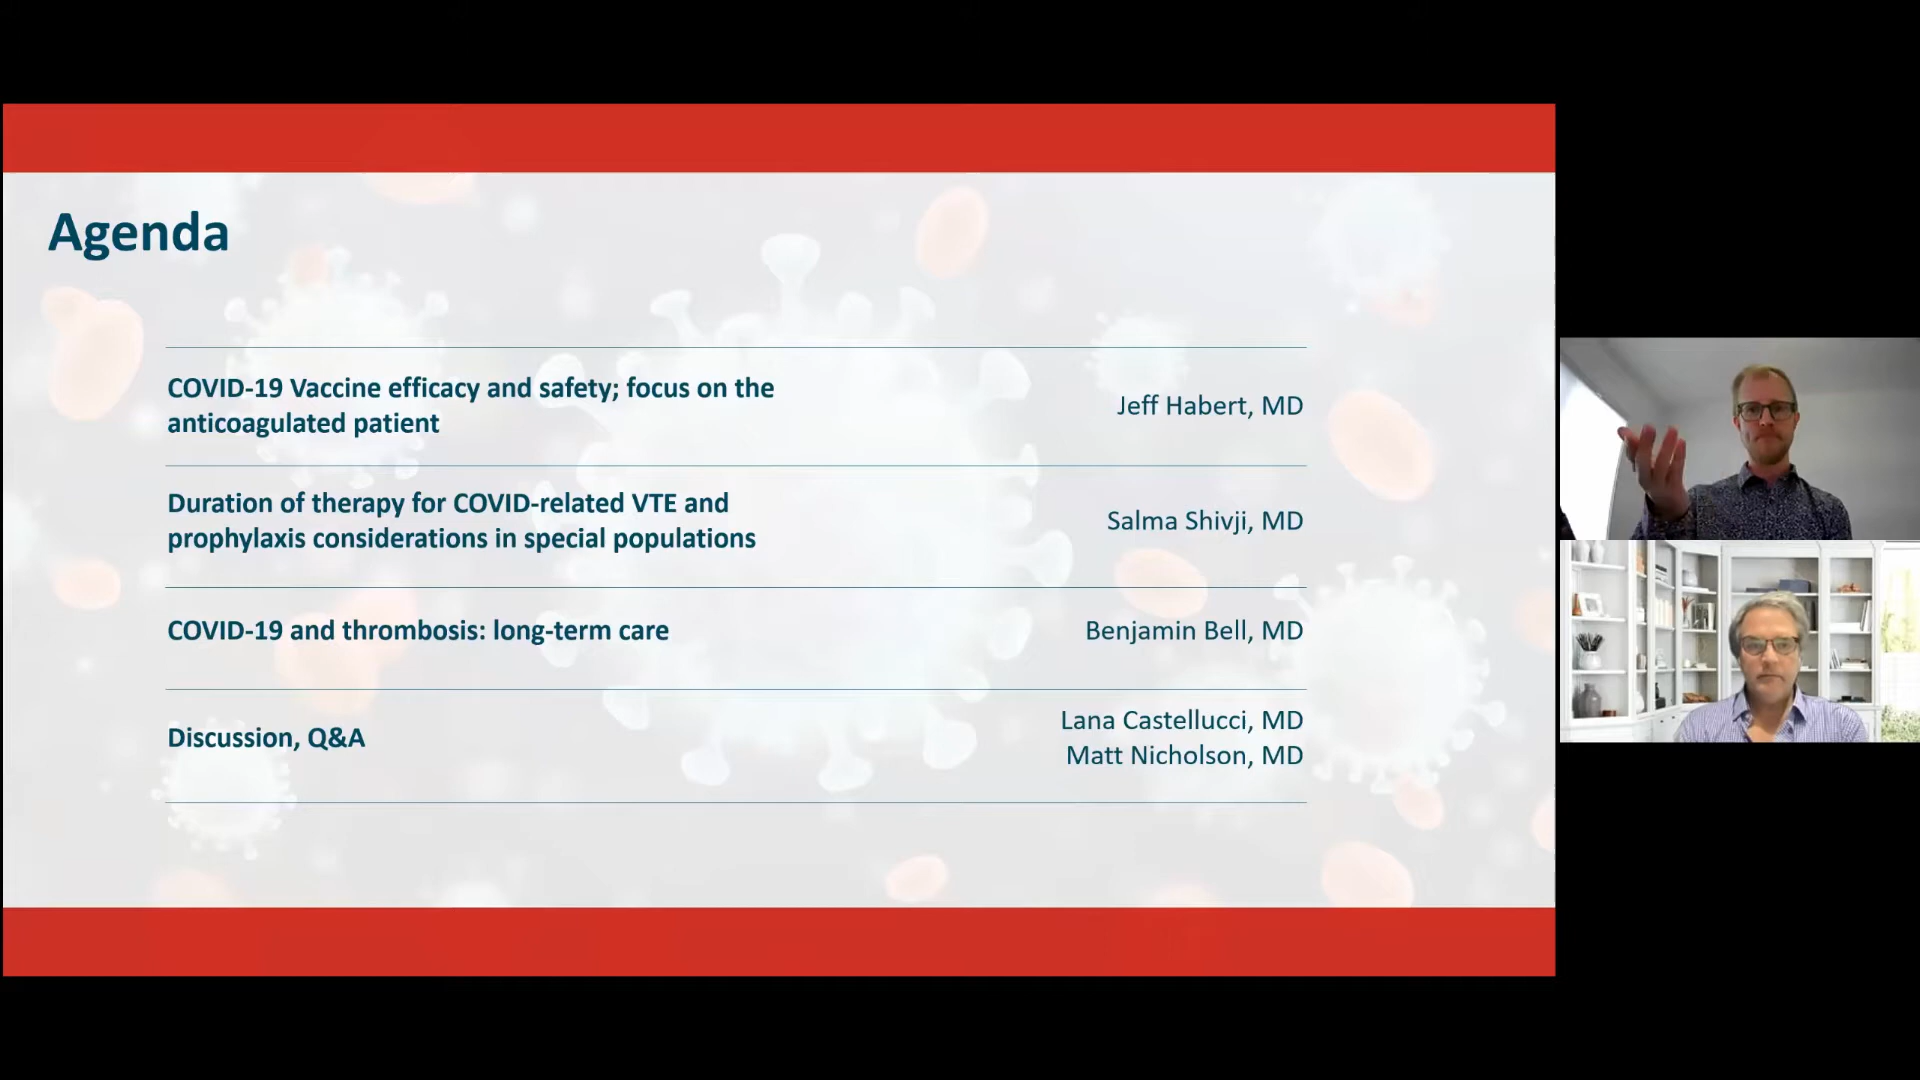 Agenda
COVID-19 Vaccine efficacy and safety; focus on the
anticoagulated patient
Jeff Habert, MD
Duration of therapy for COVID-related VTE and
prophylaxis considerations in special populations
Salma Shivji, MD
COVID-19 and thrombosis: long-term care
Benjamin Bell, MD
Discussion, Q&A
Lana Castellucci, MD
Matt Nicholson, MD